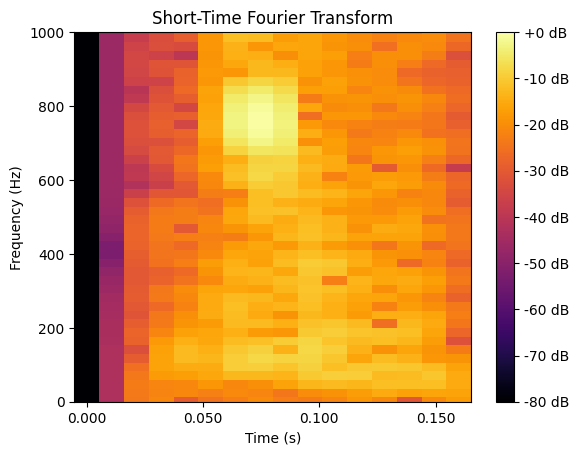 Short-Time Fourier Transform
1000
800
600
400
200
0
Frequency (Hz)
0.000
0.050
0.100
0.150
Time (s)
+0 dB
-10 dB
-20 dB
-30 dB
-40 dB
-50 dB
-60 dB
-70 dB
-80 dB